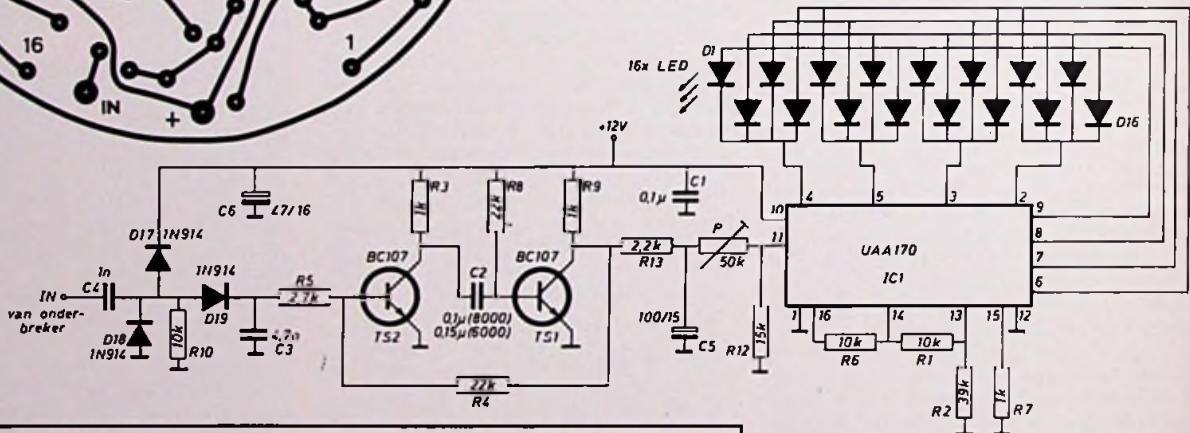 16
1
IN
+
D1
16x LED
D16
+12V
R3
1k
R8
22k
R9
1k
C1
0,1µ
C6
47/16
D17 1N914
1n
C4
IN
van onder-
breker
1N914
D19
D18
1N914
10k
R10
4,7n
C3
R5
2,7k
BC107
TS2
C2
0,1µ(8000)
0,15µ(6000)
BC107
TS1
22k
R4
2,2k
R13
P
50k
100/15
C5
R12
15k
4
5
3
2
10
11
9
8
7
6
UAA170
IC1
1
16
14
13
15
12
10k
R6
10k
R1
R2
39k
1k
R7